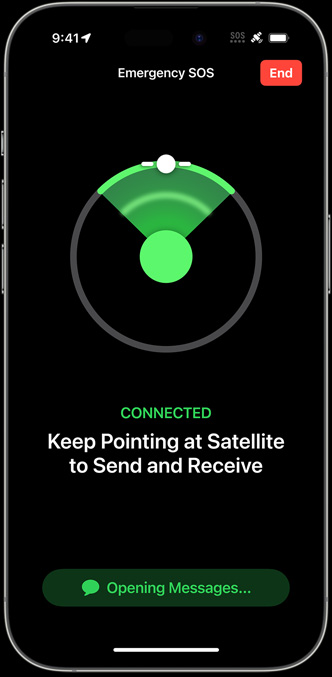 9:41
SOS
Emergency SOS
End
CONNECTED
Keep Pointing at Satellite
to Send and Receive
Opening Messages...